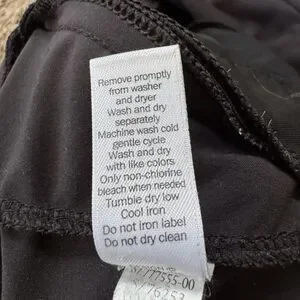 Remove promptly
from washer
and dryer
Wash and dry
separately
Machine wash cold
gentle cycle
Wash and dry
with like colors
Only non-chlorine
bleach when needed
Tumble dry low
Cool iron
Do not iron label
Do not dry clean